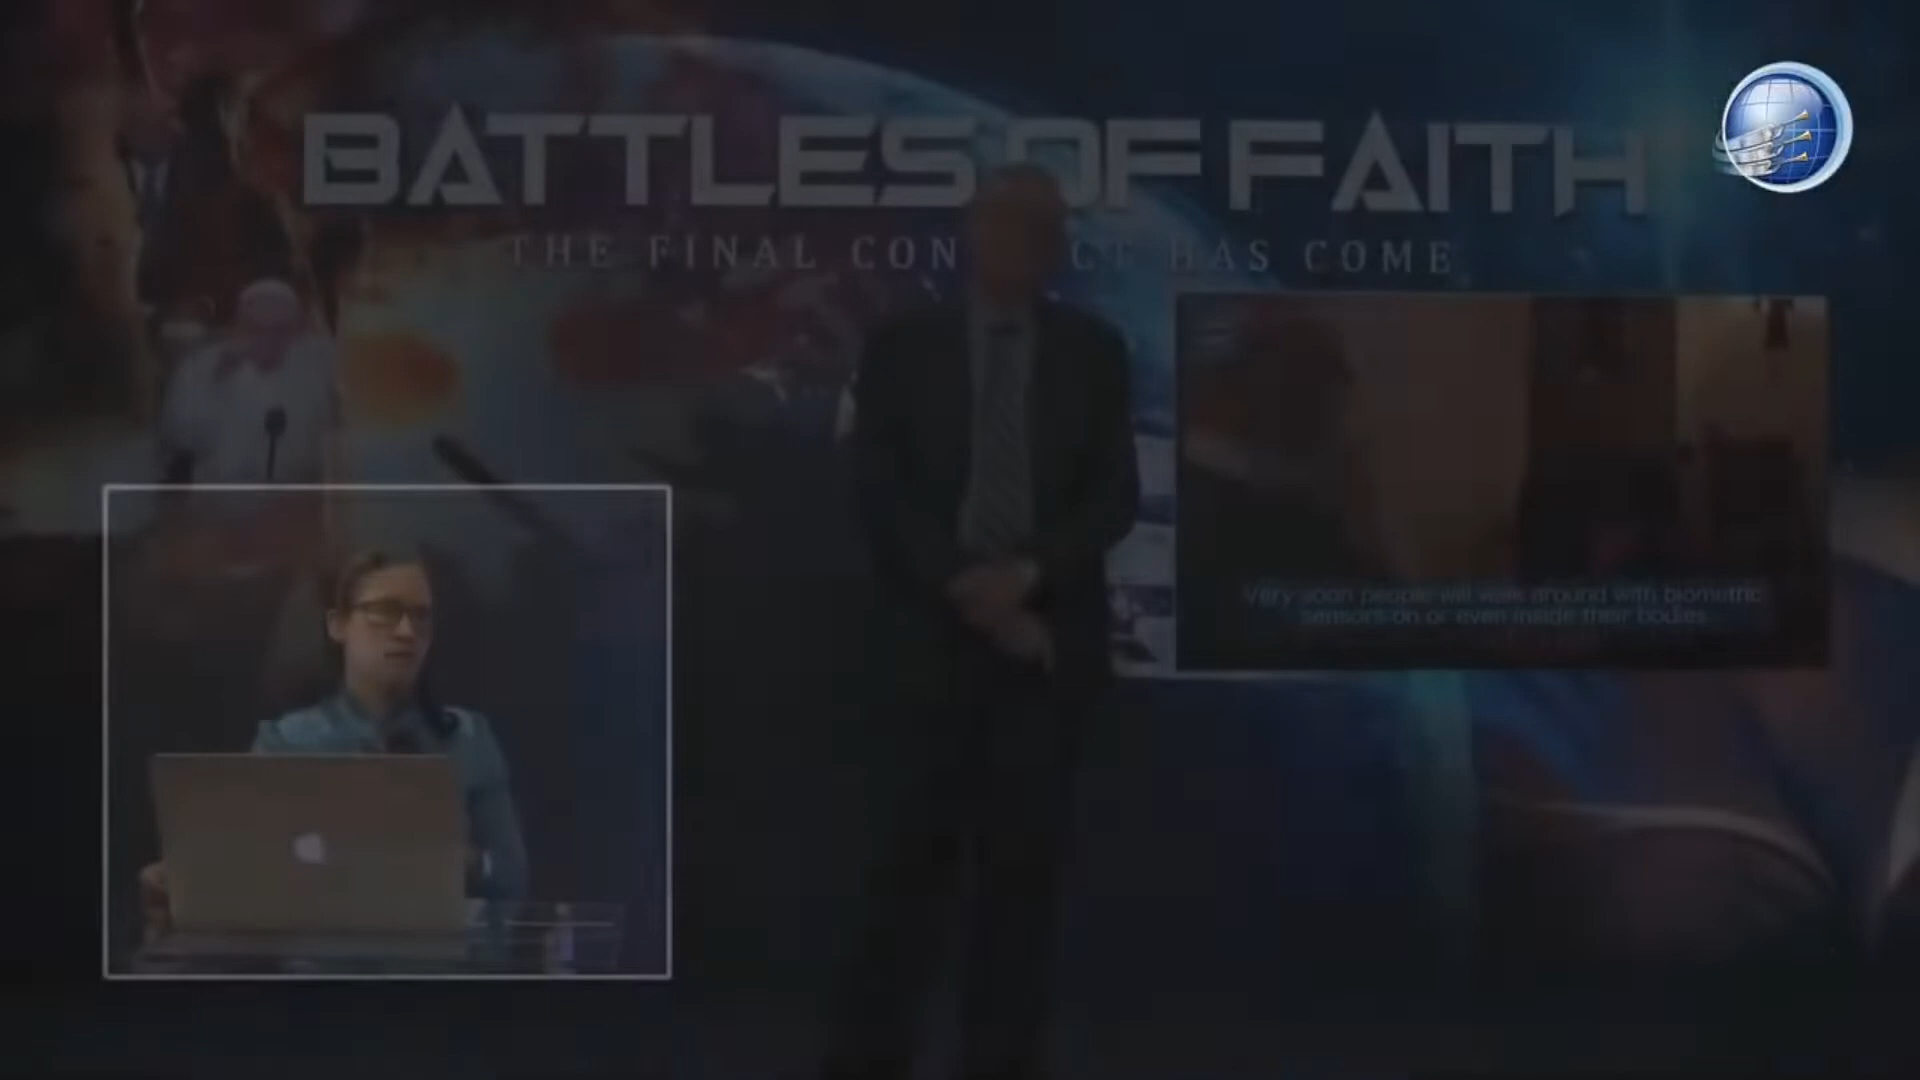 BATTLES OF FAITH
THE FINAL CON CT HAS COME
Very soon people will walk around with biometric
sensors on or even inside their bodies